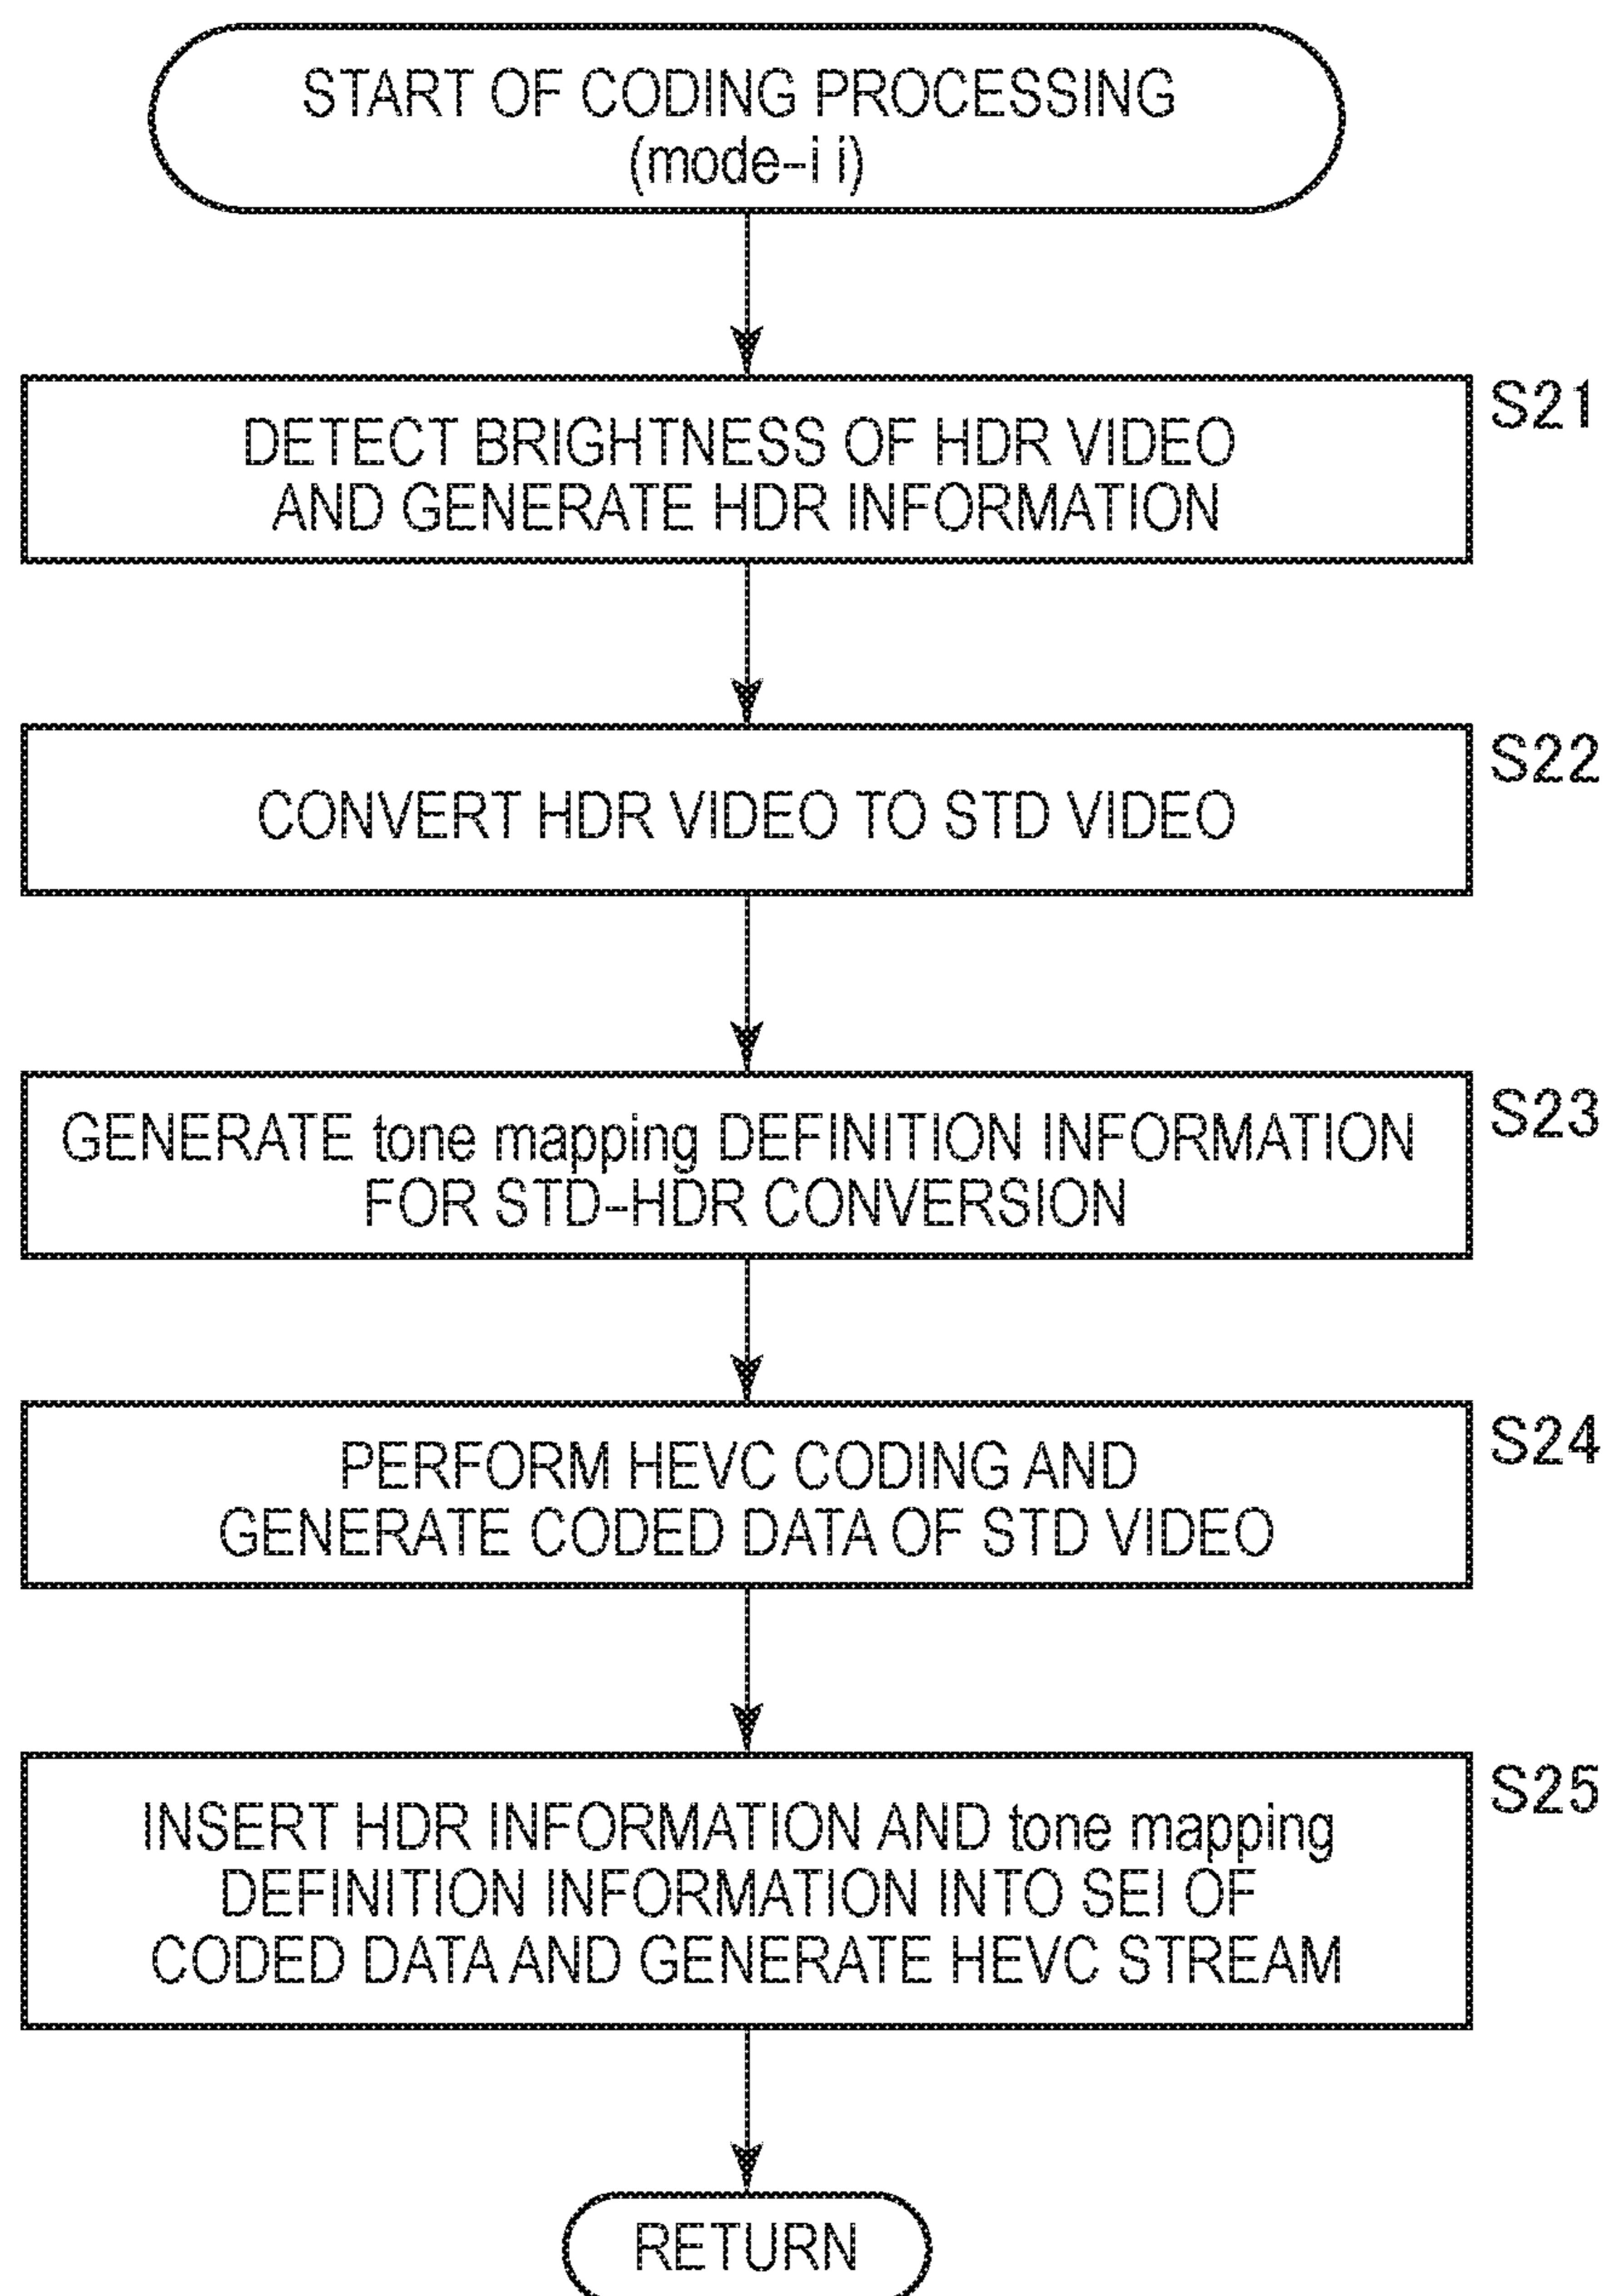 START OF CODING PROCESSING
(mode-i i)
S21
DETECT BRIGHTNESS OF HDR VIDEO
AND GENERATE HDR INFORMATION
S22
CONVERT HDR VIDEO TO STD VIDEO
S23
GENERATE tone mapping DEFINITION INFORMATION
FOR STD-HDR CONVERSION
S24
PERFORM HEVC CODING AND
GENERATE CODED DATA OF STD VIDEO
S25
INSERT HDR INFORMATION AND tone mapping
DEFINITION INFORMATION INTO SEI OF
CODED DATA AND GENERATE HEVC STREAM
RETURN